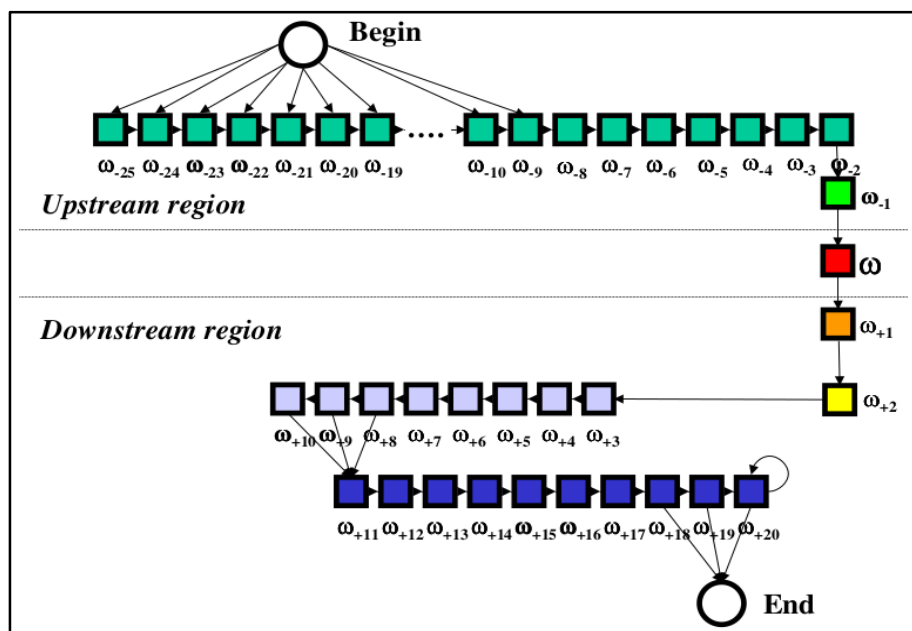 Begin
....
ω-25 ω-24 ω-23 ω-22 ω-21 ω-20 ω-19 ω-10 ω-9 ω-8 ω-7 ω-6 ω-5 ω-4 ω-3 ω-2
Upstream region
ω-1
ω
Downstream region
ω+1
ω+2
ω+10 ω+9 ω+8 ω+7 ω+6 ω+5 ω+4 ω+3
ω+11 ω+12 ω+13 ω+14 ω+15 ω+16 ω+17 ω+18 ω+19 ω+20
End